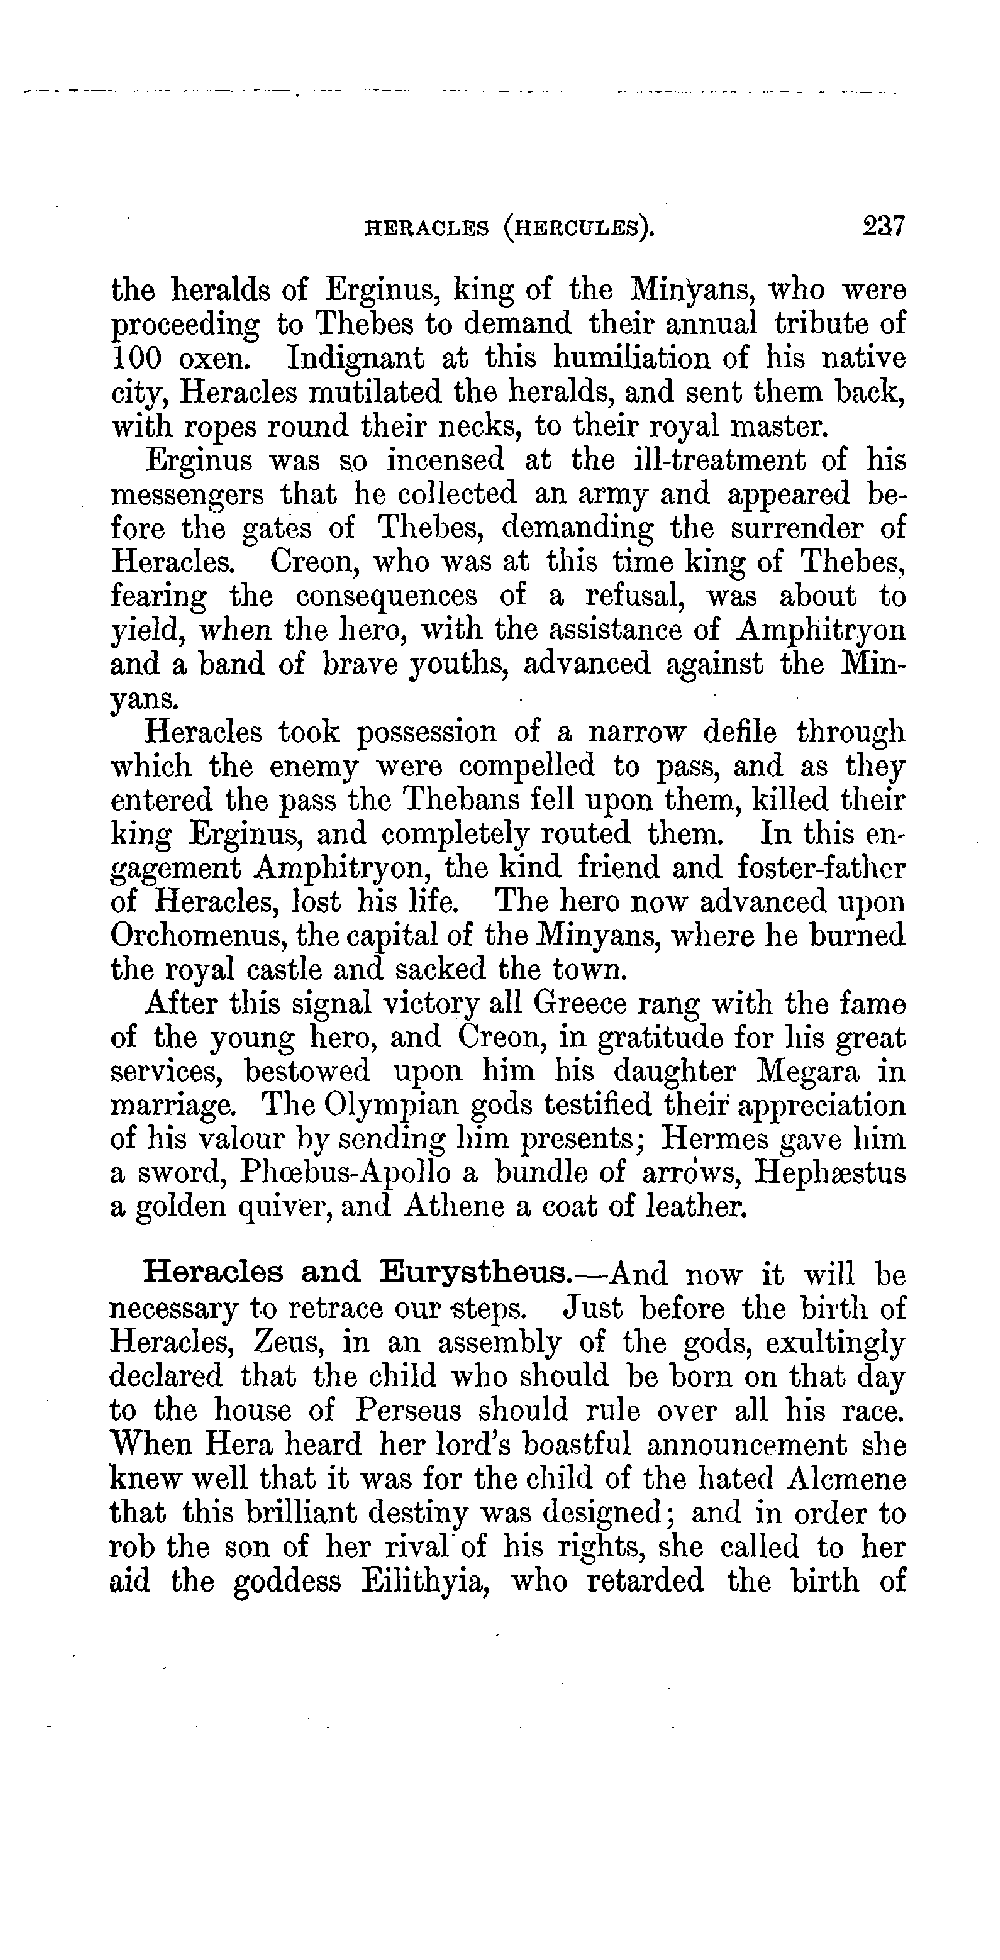 HERACLES (HERCULES). 237
the heralds of Erginus, king of the Minyans, who were
proceeding to Thebes to demand their annual tribute of
100 oxen. Indignant at this humiliation of his native
city, Heracles mutilated the heralds, and sent them back,
with ropes round their necks, to their royal master.
Erginus was so incensed at the ill-treatment of his
messengers that he collected an army and appeared be-
fore the gates of Thebes, demanding the surrender of
Heracles. Creon, who was at this time king of Thebes,
fearing the consequences of a refusal, was about to
yield, when the hero, with the assistance of Amphitryon
and a band of brave youths, advanced against the Min-
yans.
Heracles took possession of a narrow defile through
which the enemy were compelled to pass, and as they
entered the pass the Thebans fell upon them, killed their
king Erginus, and completely routed them. In this en-
gagement Amphitryon, the kind friend and foster-father
of Heracles, lost his life. The hero now advanced upon
Orchomenus, the capital of the Minyans, where he burned
the royal castle and sacked the town.
After this signal victory all Greece rang with the fame
of the young hero, and Creon, in gratitude for his great
services, bestowed upon him his daughter Megara in
marriage. The Olympian gods testified their appreciation
of his valour by sending him presents; Hermes gave him
a sword, Phœbus-Apollo a bundle of arrows, Hephæstus
a golden quiver, and Athene a coat of leather.
Heracles and Eurystheus.—And now it will be
necessary to retrace our steps. Just before the birth of
Heracles, Zeus, in an assembly of the gods, exultingly
declared that the child who should be born on that day
to the house of Perseus should rule over all his race.
When Hera heard her lord's boastful announcement she
knew well that it was for the child of the hated Alcmene
that this brilliant destiny was designed; and in order to
rob the son of her rival of his rights, she called to her
aid the goddess Eilithyia, who retarded the birth of